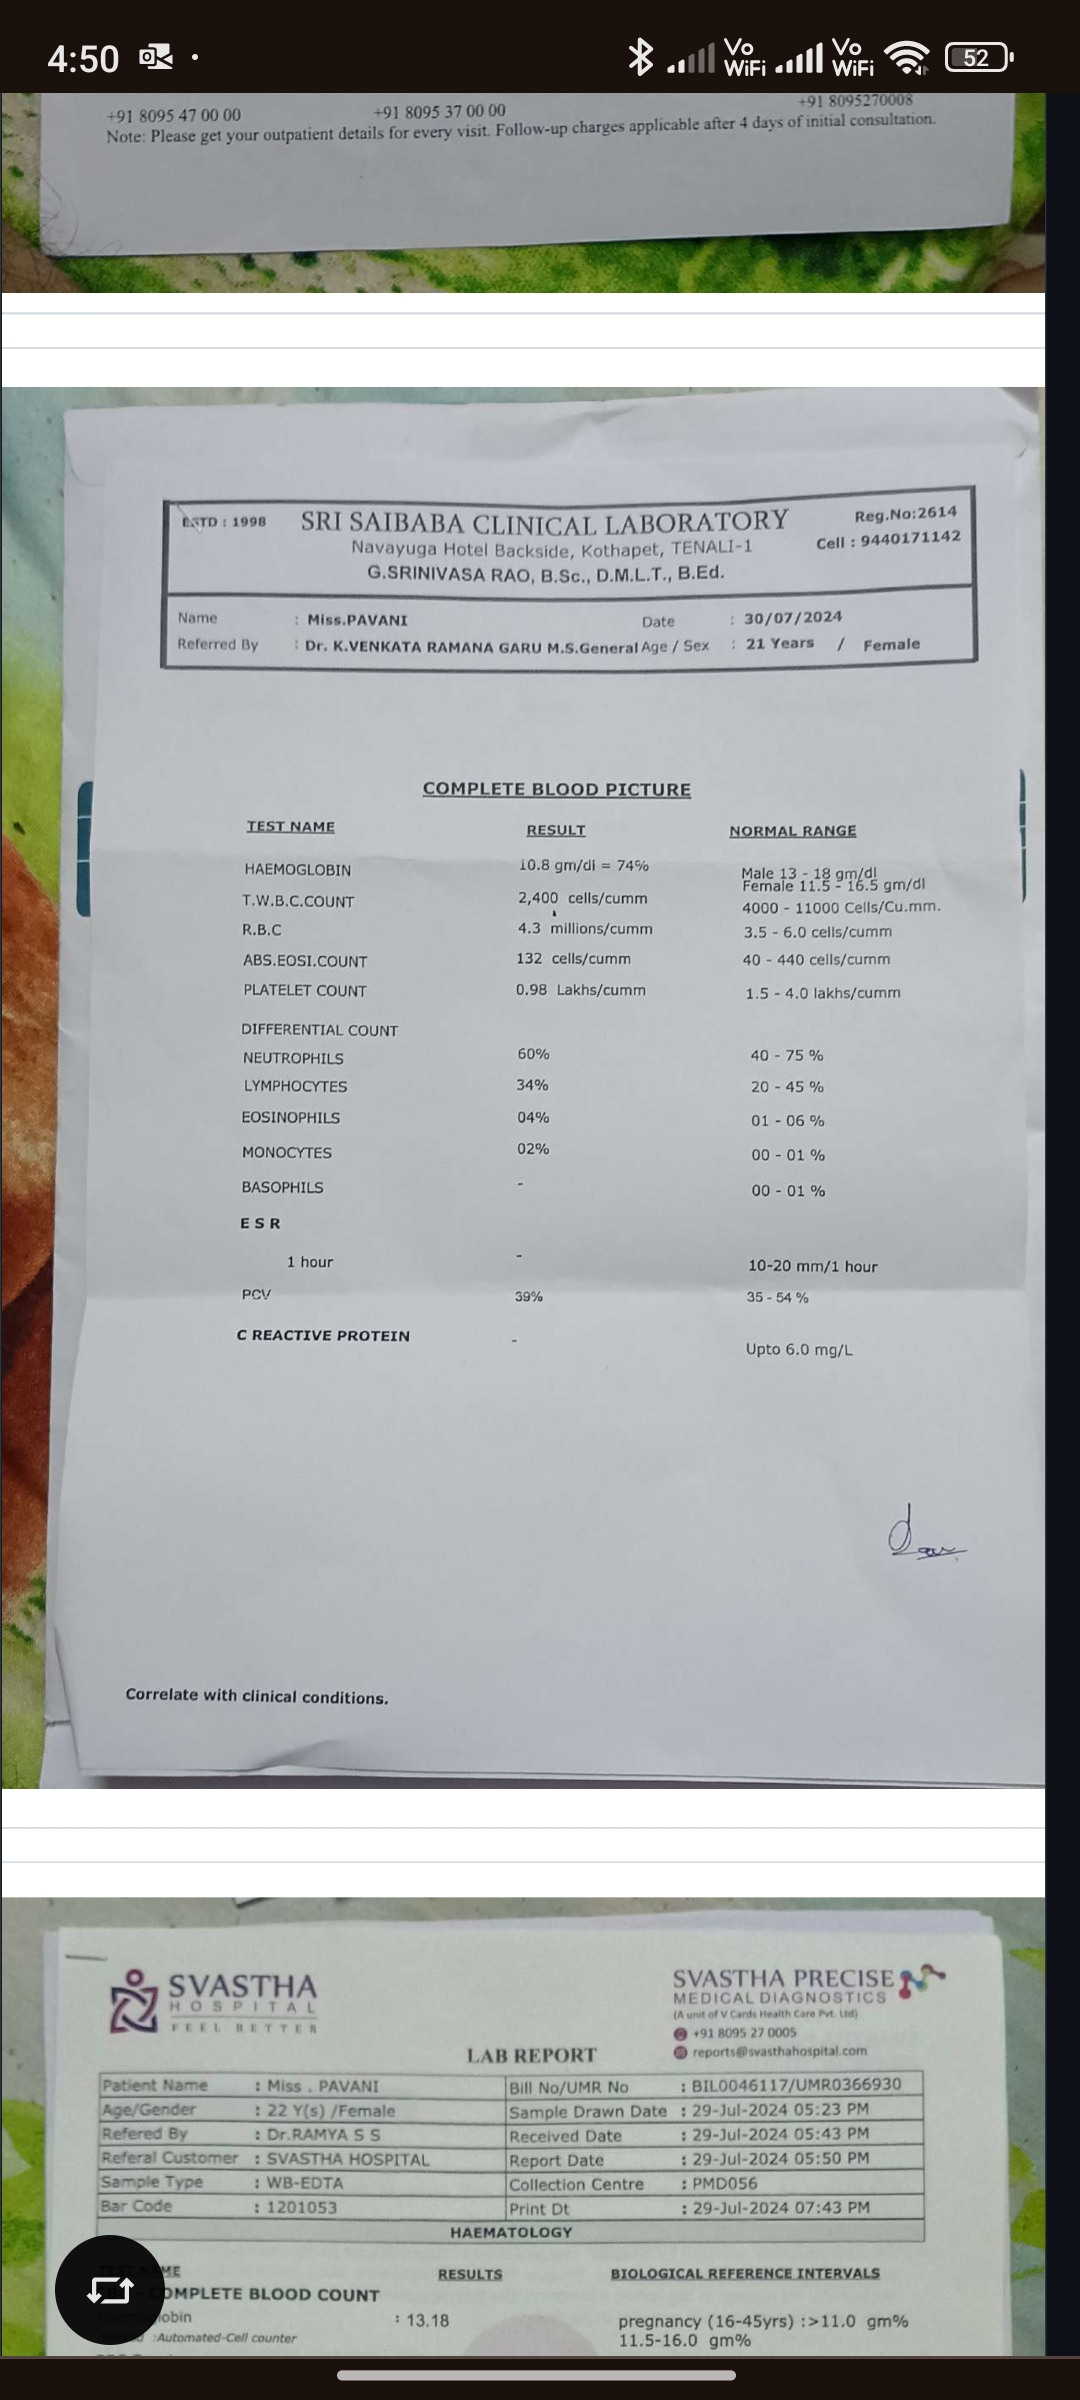 4:50
Vo WiFi Vo WiFi 52
+91 8095 47 00 00 +91 8095 37 00 00 +91 8095270008
Note: Please get your outpatient details for every visit. Follow-up charges applicable after 4 days of initial consultation.
ESTD : 1998 SRI SAIBABA CLINICAL LABORATORY Reg.No:2614
Navayuga Hotel Backside, Kothapet, TENALI-1 Cell : 9440171142
G.SRINIVASA RAO, B.Sc., D.M.L.T., B.Ed.
Name : Miss.PAVANI Date : 30/07/2024
Referred By : Dr. K.VENKATA RAMANA GARU M.S.General Age / Sex : 21 Years / Female
COMPLETE BLOOD PICTURE
TEST NAME RESULT NORMAL RANGE
HAEMOGLOBIN 10.8 gm/dl = 74% Male 13 - 18 gm/dl
Female 11.5 - 16.5 gm/dl
T.W.B.C.COUNT 2,400 cells/cumm 4000 - 11000 Cells/Cu.mm.
R.B.C 4.3 millions/cumm 3.5 - 6.0 cells/cumm
ABS.EOSI.COUNT 132 cells/cumm 40 - 440 cells/cumm
PLATELET COUNT 0.98 Lakhs/cumm 1.5 - 4.0 lakhs/cumm
DIFFERENTIAL COUNT
NEUTROPHILS 60% 40 - 75 %
LYMPHOCYTES 34% 20 - 45 %
EOSINOPHILS 04% 01 - 06 %
MONOCYTES 02% 00 - 01 %
BASOPHILS - 00 - 01 %
E S R
1 hour - 10-20 mm/1 hour
PCV 39% 35 - 54 %
C REACTIVE PROTEIN - Upto 6.0 mg/L
Correlate with clinical conditions.
SVASTHA
HOSPITAL
FEEL BETTER
SVASTHA PRECISE
MEDICAL DIAGNOSTICS
(A unit of V Cards Health Care Pvt. Ltd)
+91 8095 27 0005
reports@svasthahospital.com
LAB REPORT
Patient Name : Miss . PAVANI Bill No/UMR No : BIL0046117/UMR0366930
Age/Gender : 22 Y(s) /Female Sample Drawn Date : 29-Jul-2024 05:23 PM
Refered By : Dr.RAMYA S S Received Date : 29-Jul-2024 05:43 PM
Referal Customer : SVASTHA HOSPITAL Report Date : 29-Jul-2024 05:50 PM
Sample Type : WB-EDTA Collection Centre : PMD056
Bar Code : 1201053 Print Dt : 29-Jul-2024 07:43 PM
HAEMATOLOGY
TEST NAME RESULTS BIOLOGICAL REFERENCE INTERVALS
COMPLETE BLOOD COUNT
: 13.18 pregnancy (16-45yrs) :>11.0 gm%
:Automated-Cell counter 11.5-16.0 gm%